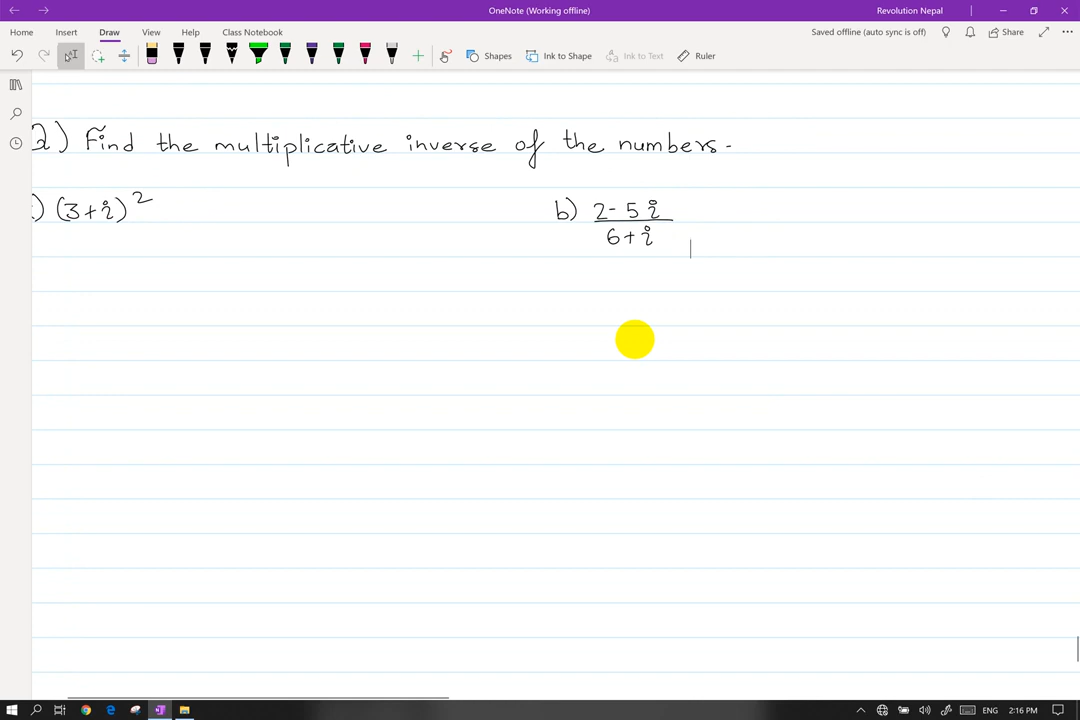 OneNote (Working offline)
Revolution Nepal
Home Insert Draw View Help Class Notebook
Saved offline (auto sync is off)
Share
Shapes
Ink to Shape
Ink to Text
Ruler
2) Find the multiplicative inverse of the numbers.
) (3+i)²
b) 2-5i
6+i
ENG 2:16 PM